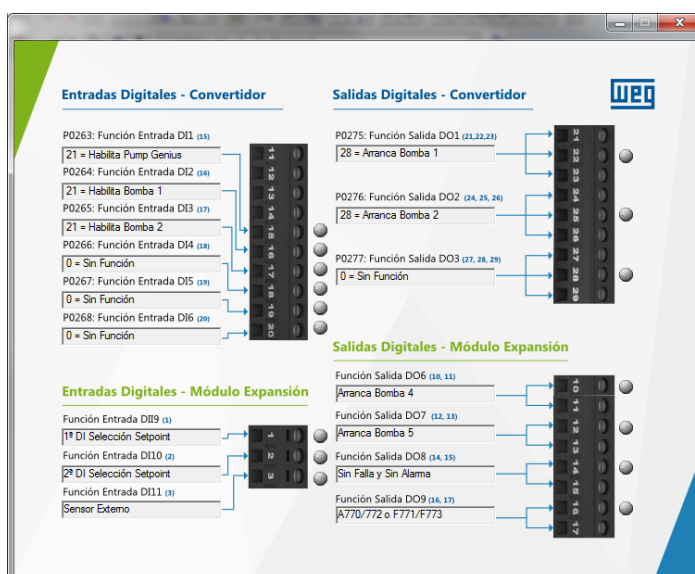 Entradas Digitales - Convertidor
P0263: Función Entrada DI1 (15)
21 = Habilita Pump Genius
P0264: Función Entrada DI2 (16)
21 = Habilita Bomba 1
P0265: Función Entrada DI3 (17)
21 = Habilita Bomba 2
P0266: Función Entrada DI4 (18)
0 = Sin Función
P0267: Función Entrada DI5 (19)
0 = Sin Función
P0268: Función Entrada DI6 (20)
0 = Sin Función
11
12
13
14
15
16
17
18
19
20
Salidas Digitales - Convertidor
weg
P0275: Función Salida DO1 (21,22,23)
28 = Arranca Bomba 1
P0276: Función Salida DO2 (24, 25, 26)
28 = Arranca Bomba 2
P0277: Función Salida DO3 (27, 28, 29)
0 = Sin Función
21
22
23
24
25
26
27
28
29
Entradas Digitales - Módulo Expansión
Función Entrada DII9 (1)
1ª DI Selección Setpoint
Función Entrada DI10 (2)
2ª DI Selección Setpoint
Función Entrada DI11 (3)
Sensor Externo
1
2
3
Salidas Digitales - Módulo Expansión
Función Salida DO6 (10, 11)
Arranca Bomba 4
Función Salida DO7 (12, 13)
Arranca Bomba 5
Función Salida DO8 (14, 15)
Sin Falla y Sin Alarma
Función Salida DO9 (16, 17)
A770/772 o F771/F773
10
11
12
13
14
15
16
17